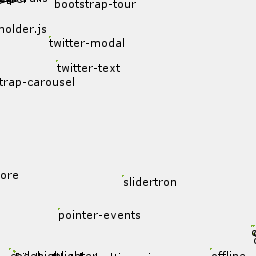 bootstrap-tour
holder.js
twitter-modal
twitter-text
trap-carousel
ore
slidertron
pointer-events
offline